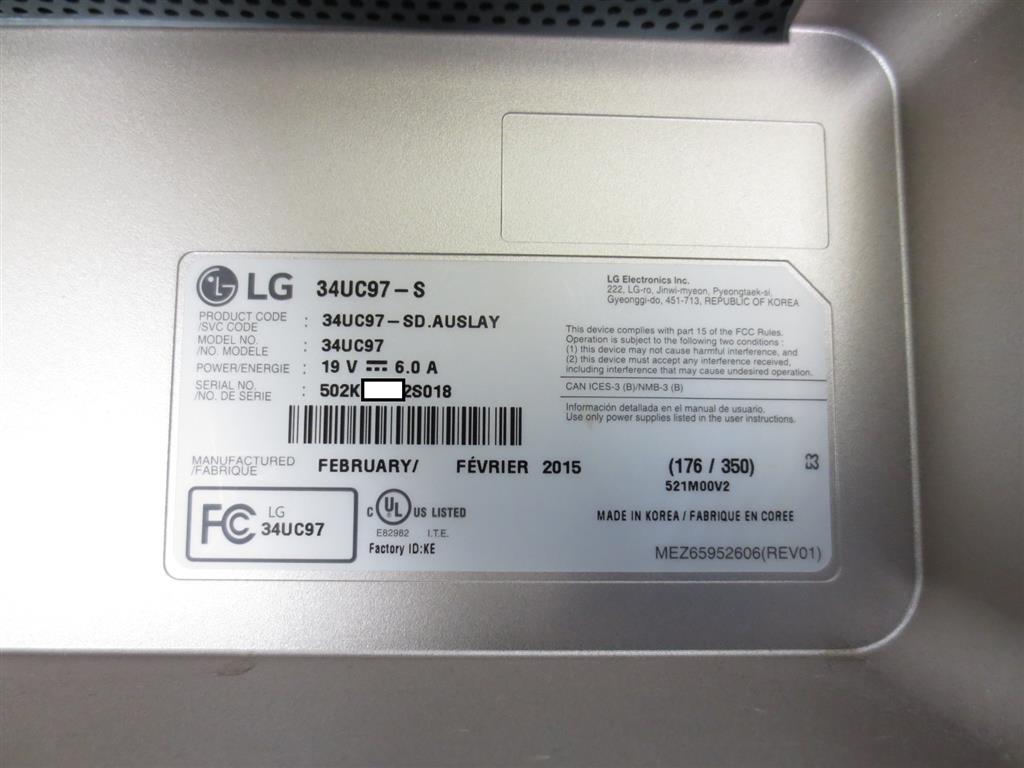 LG 34UC97-S
LG Electronics Inc.
222, LG-ro, Jinwi-myeon, Pyeongtaek-si,
Gyeonggi-do, 451-713, REPUBLIC OF KOREA
PRODUCT CODE
/SVC CODE : 34UC97-SD.AUSLAY
MODEL NO.
/NO. MODELE : 34UC97
POWER/ENERGIE : 19 V 6.0 A
SERIAL NO.
/NO. DE SERIE : 502K 2S018
This device complies with part 15 of the FCC Rules.
Operation is subject to the following two conditions :
(1) this device may not cause harmful interference, and
(2) this device must accept any interference received,
including interference that may cause undesired operation.
CAN ICES-3 (B)/NMB-3 (B)
Información detallada en el manual de usuario.
Use only power supplies listed in the user instructions.
MANUFACTURED
/FABRIQUE FEBRUARY/ FÉVRIER 2015
(176 / 350)
521M00V2
FC LG
34UC97
C UL US LISTED
E82982 I.T.E.
Factory ID:KE
MADE IN KOREA / FABRIQUE EN COREE
MEZ65952606(REV01)